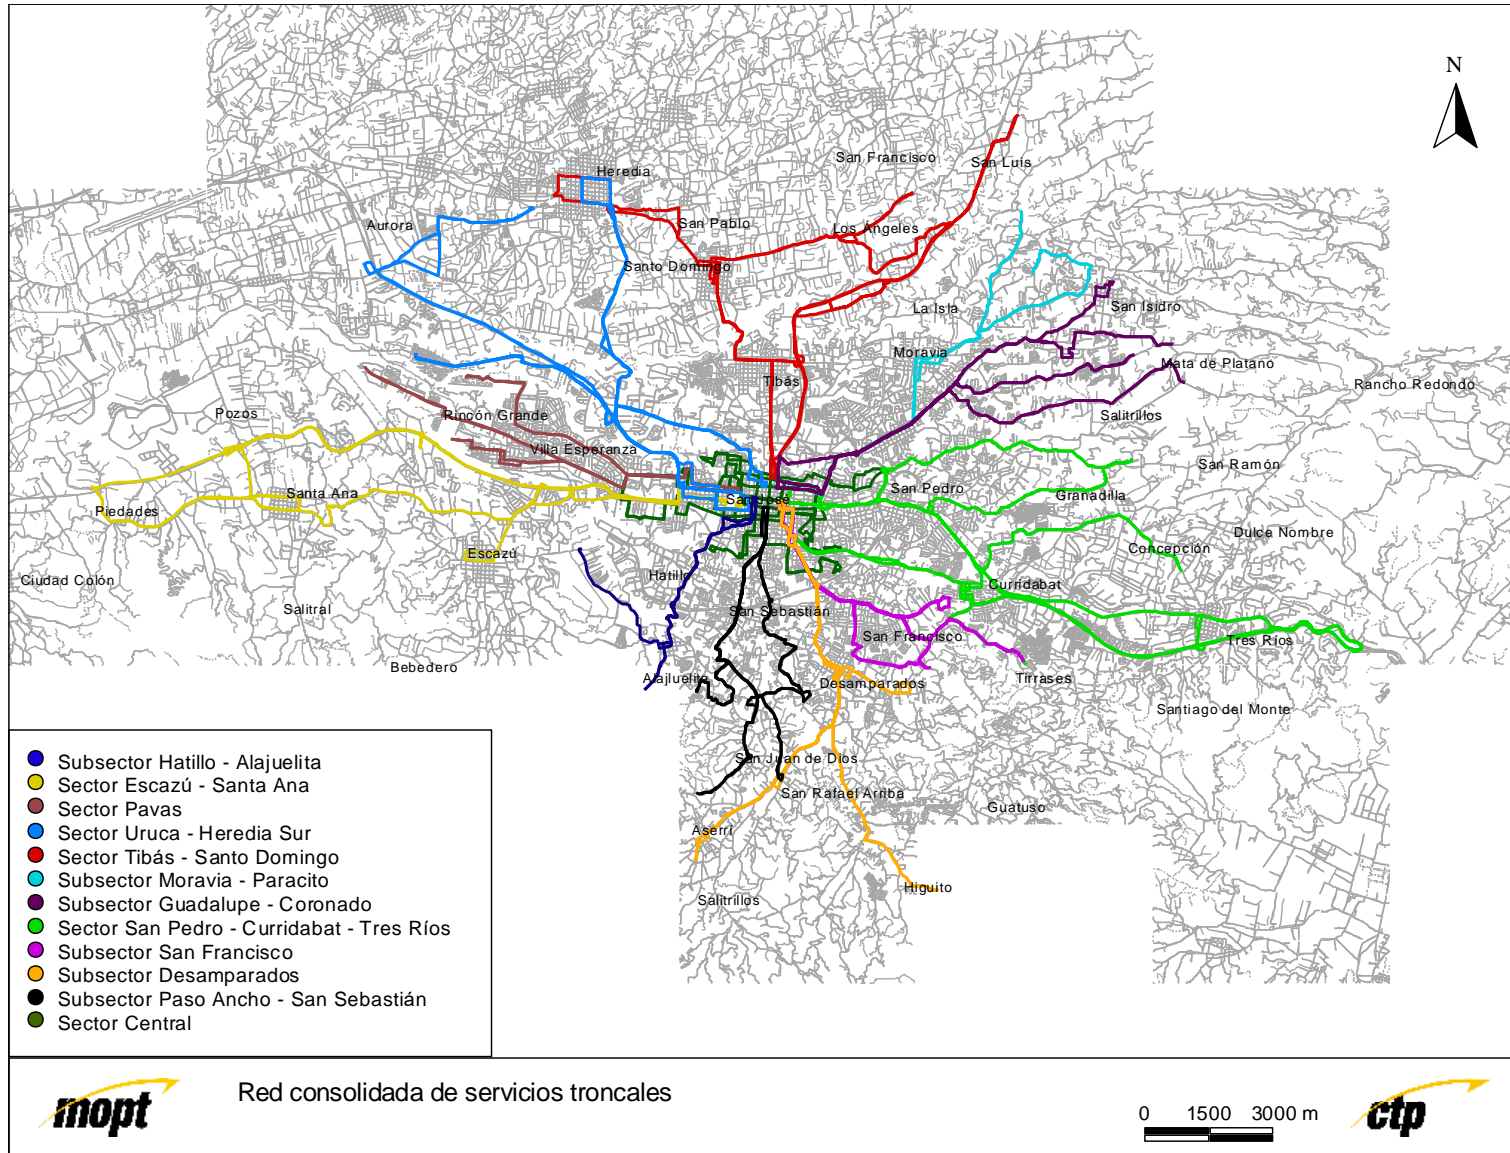 N
San Francisco
San Luis
Heredia
Aurora
San Pablo
Los Angeles
Santo Domingo
La Isla
San Isidro
Moravia
Mata de Platano
Tibás
Rancho Redondo
Pozos
Rincón Grande
Salitrillos
Villa Esperanza
San Ramón
San Pedro
Santa Ana
San José
Granadilla
Piedades
Dulce Nombre
Escazú
Concepción
Ciudad Colón
Hatillo
Curridabat
Salitral
San Sebastián
San Francisco
Tres Ríos
Bebedero
Alajluelita
Desamparados
Tirrases
Santiago del Monte
San Juan de Dios
San Rafael Arriba
Guatuso
Aserrí
Higuito
Salitrillos
Subsector Hatillo - Alajuelita
Sector Escazú - Santa Ana
Sector Pavas
Sector Uruca - Heredia Sur
Sector Tibás - Santo Domingo
Subsector Moravia - Paracito
Subsector Guadalupe - Coronado
Sector San Pedro - Curridabat - Tres Ríos
Subsector San Francisco
Subsector Desamparados
Subsector Paso Ancho - San Sebastián
Sector Central
mopt
Red consolidada de servicios troncales
0 1500 3000 m
ctp